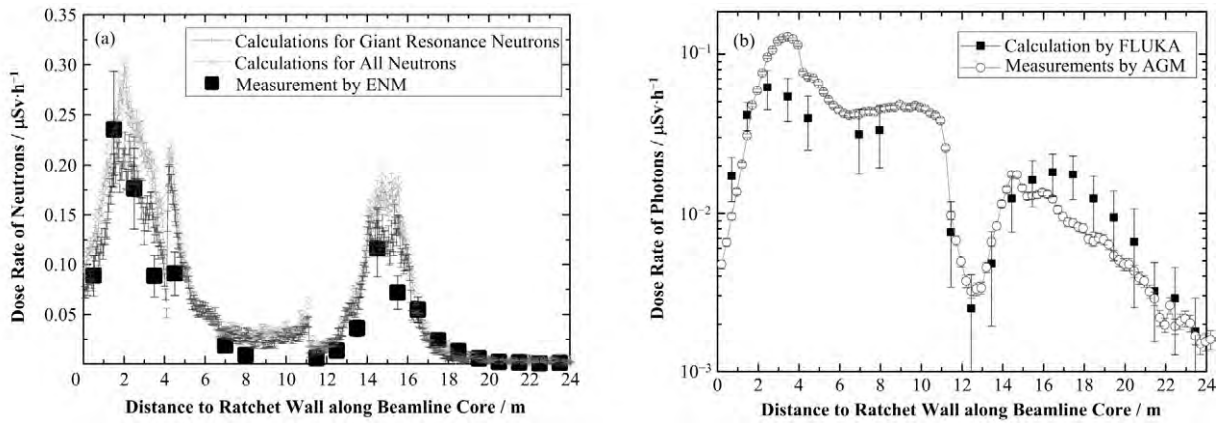 (a)
Calculations for Giant Resonance Neutrons
Calculations for All Neutrons
Measurement by ENM
0.35
0.30
0.25
0.20
0.15
0.10
0.05
Dose Rate of Neutrons / μSv·h⁻¹
0 2 4 6 8 10 12 14 16 18 20 22 24
Distance to Ratchet Wall along Beamline Core / m
(b)
Calculation by FLUKA
Measurements by AGM
10⁻¹
10⁻²
10⁻³
Dose Rate of Photons / μSv·h⁻¹
0 2 4 6 8 10 12 14 16 18 20 22 24
Distance to Ratchet Wall along Beamline Core / m